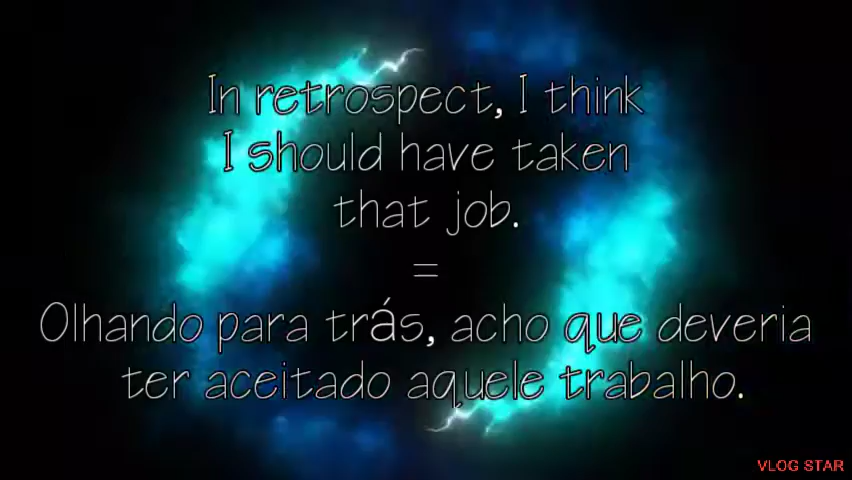 In retrospect, I think
I should have taken
that job.
=
Olhando para trás, acho que deveria
ter aceitado aquele trabalho.
VLOG STAR